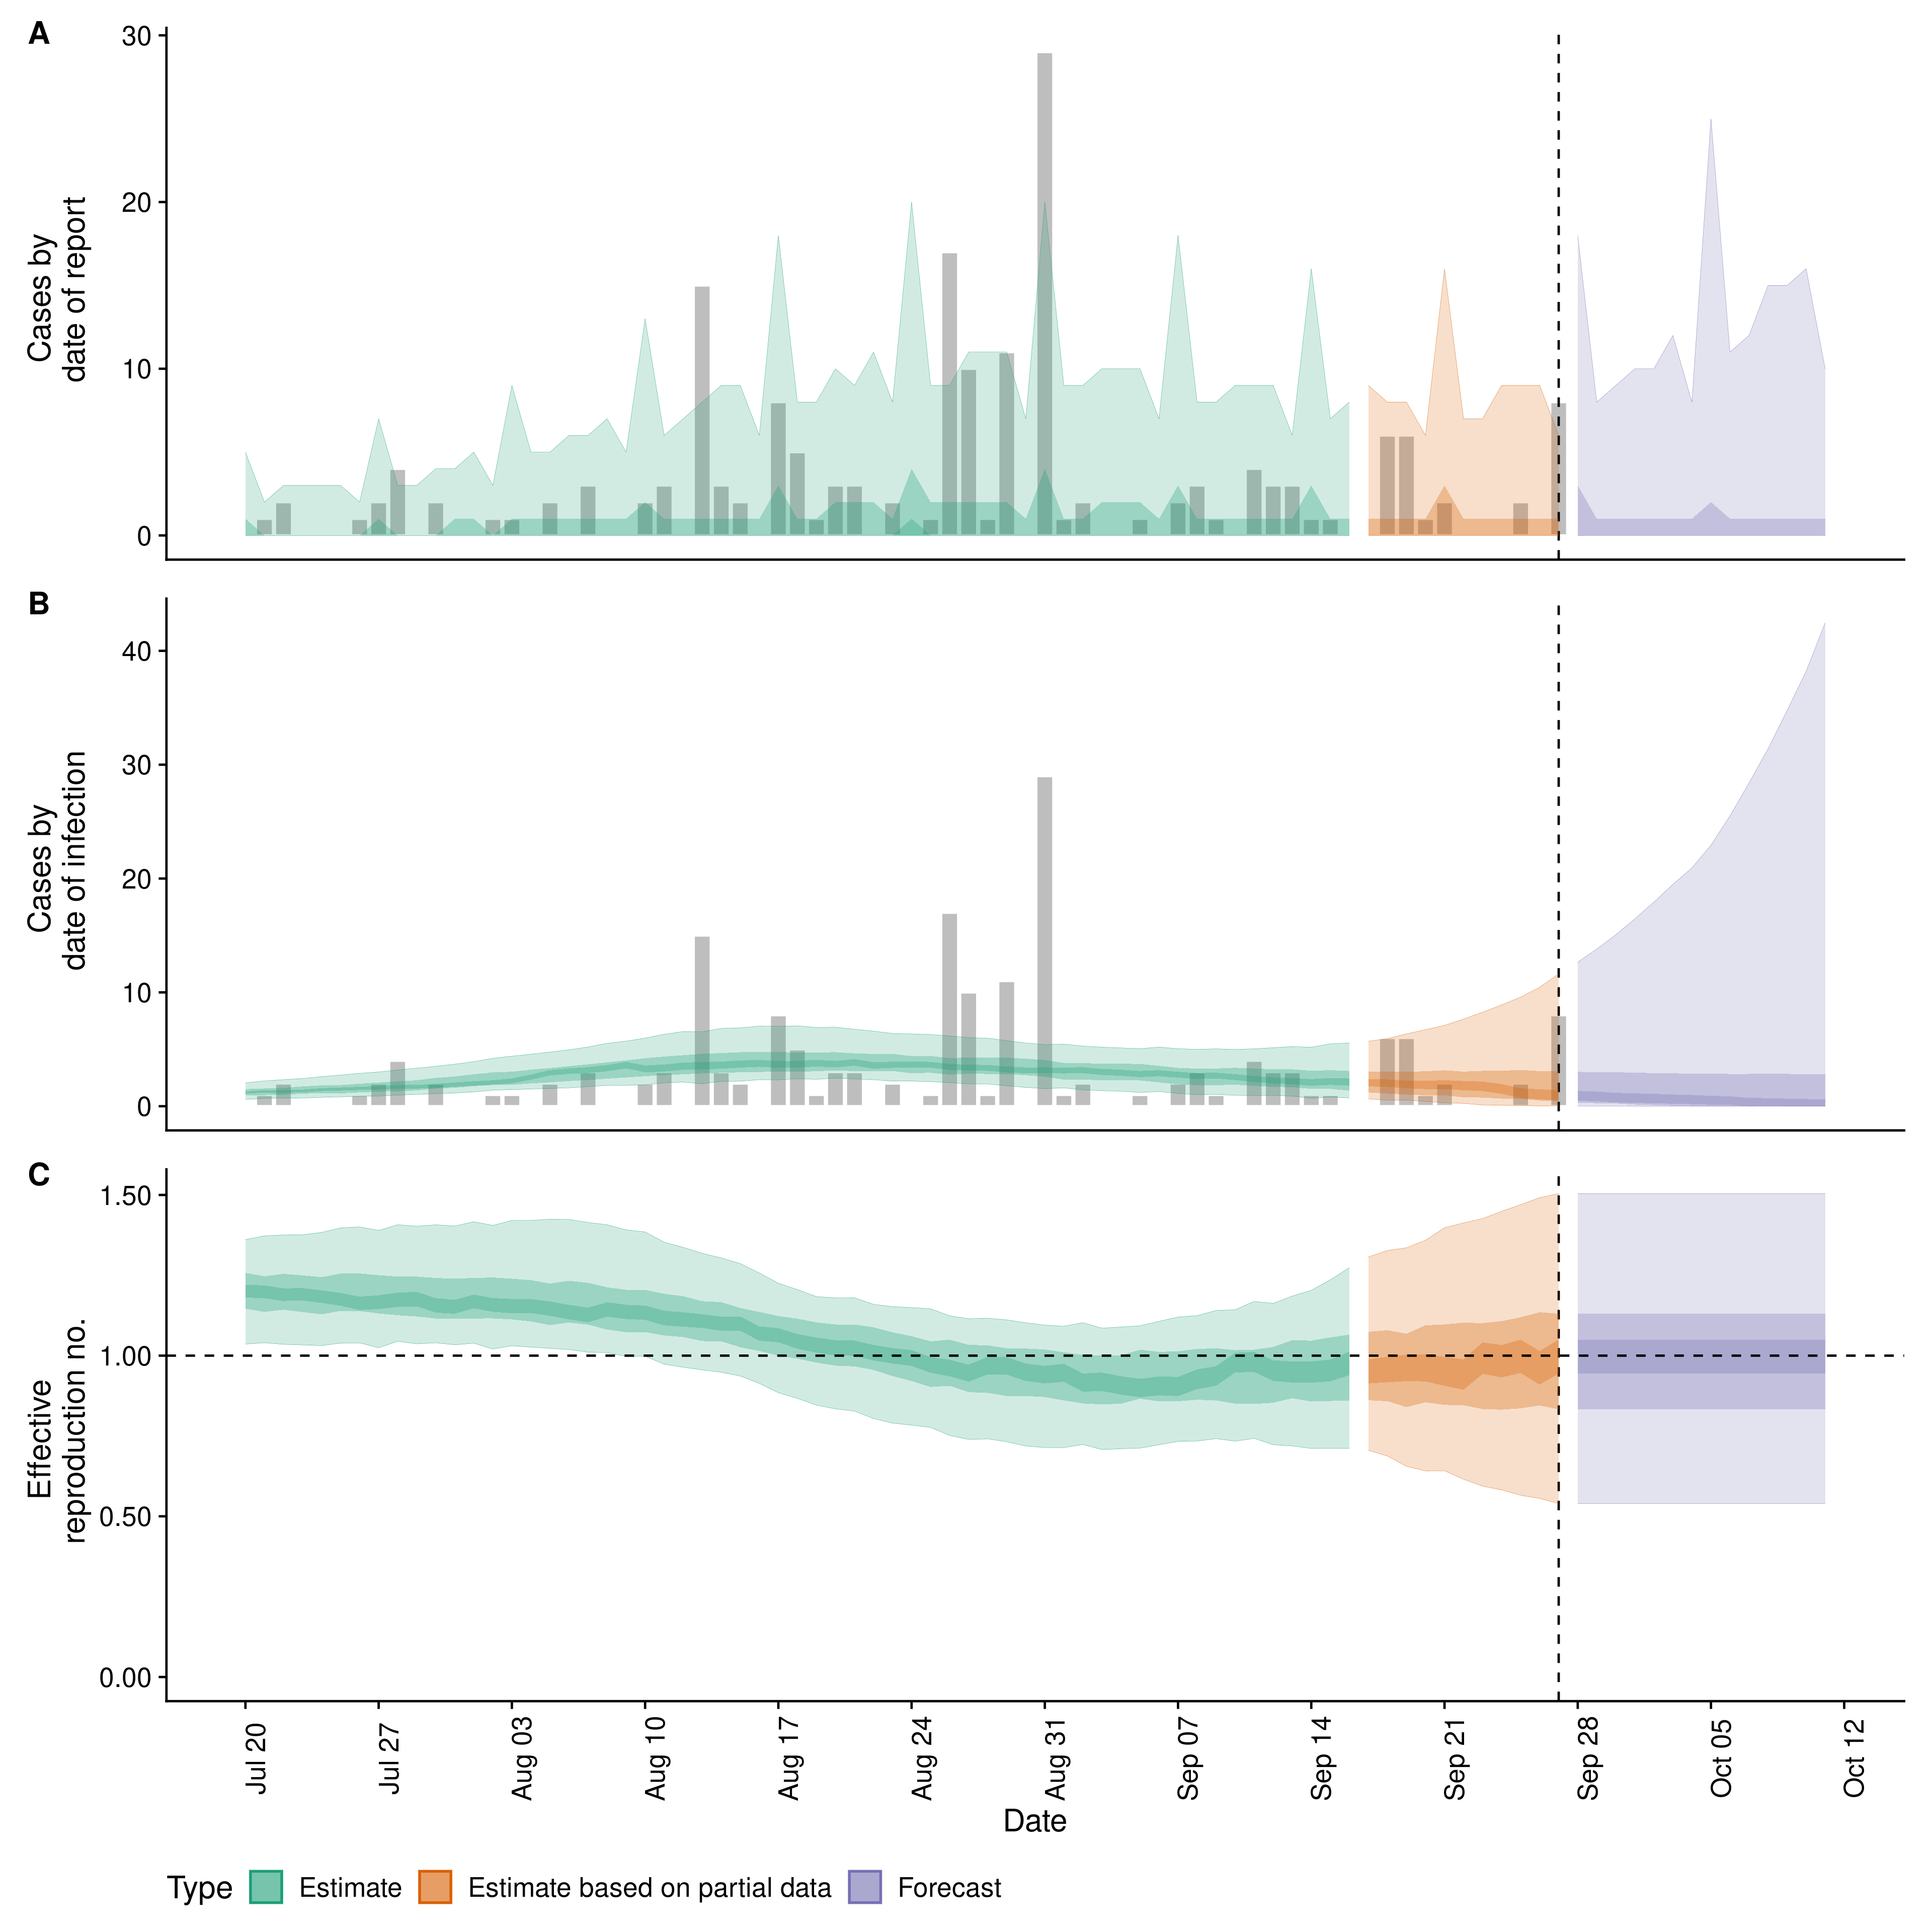 A
Cases by
date of report
30
20
10
0
B
Cases by
date of infection
40
30
20
10
0
C
Effective
reproduction no.
1.50
1.00
0.50
0.00
Jul 20
Jul 27
Aug 03
Aug 10
Aug 17
Aug 24
Aug 31
Sep 07
Sep 14
Sep 21
Sep 28
Oct 05
Oct 12
Date
Type Estimate Estimate based on partial data Forecast